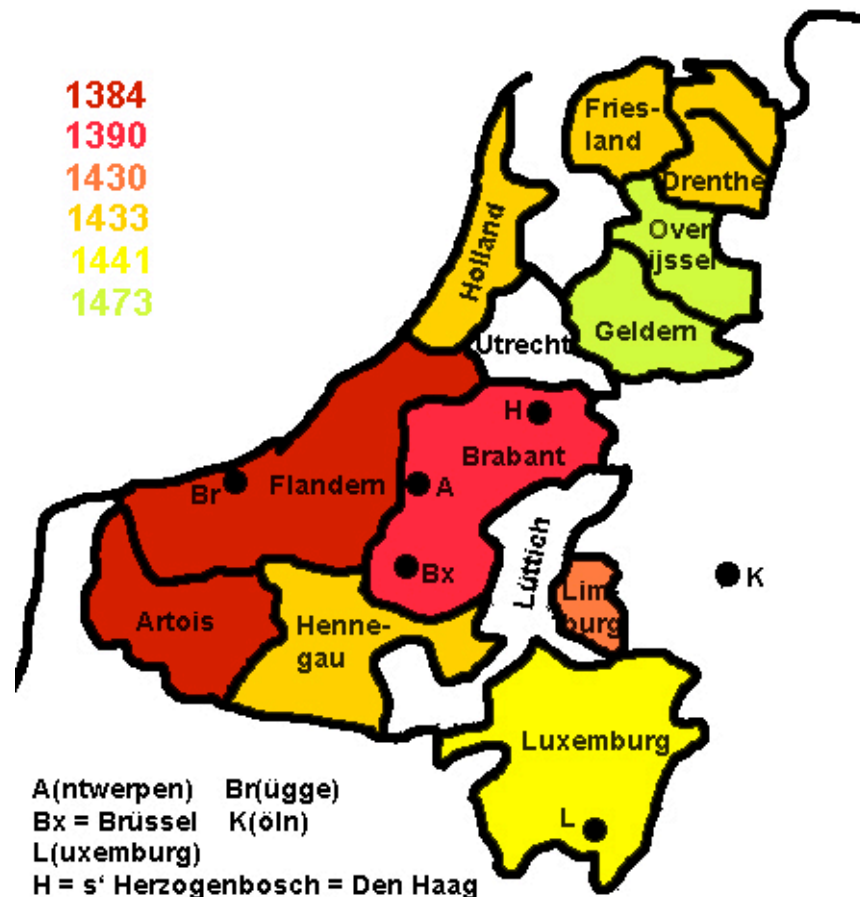 1384
1390
1430
1433
1441
1473
Fries-
land
Drenthe
Over
ijssel
Holland
Geldern
Utrecht
H
Brabant
Br
Flandern
A
Bx
Lüttich
K
Lim
burg
Artois
Henne-
gau
Luxemburg
L
A(ntwerpen) Br(ügge)
Bx = Brüssel K(öln)
L(uxemburg)
H = s' Herzogenbosch = Den Haag